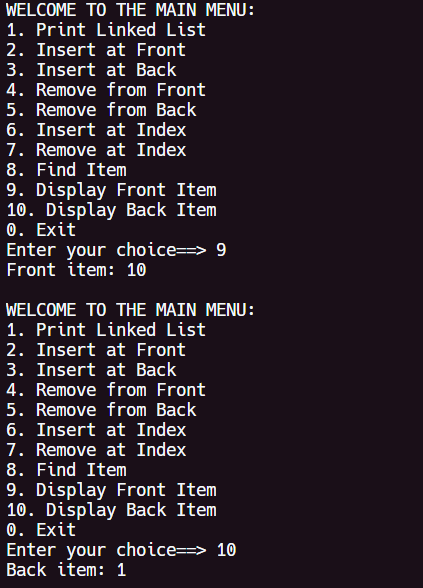 WELCOME TO THE MAIN MENU:
1. Print Linked List
2. Insert at Front
3. Insert at Back
4. Remove from Front
5. Remove from Back
6. Insert at Index
7. Remove at Index
8. Find Item
9. Display Front Item
10. Display Back Item
0. Exit
Enter your choice==> 9
Front item: 10

WELCOME TO THE MAIN MENU:
1. Print Linked List
2. Insert at Front
3. Insert at Back
4. Remove from Front
5. Remove from Back
6. Insert at Index
7. Remove at Index
8. Find Item
9. Display Front Item
10. Display Back Item
0. Exit
Enter your choice==> 10
Back item: 1